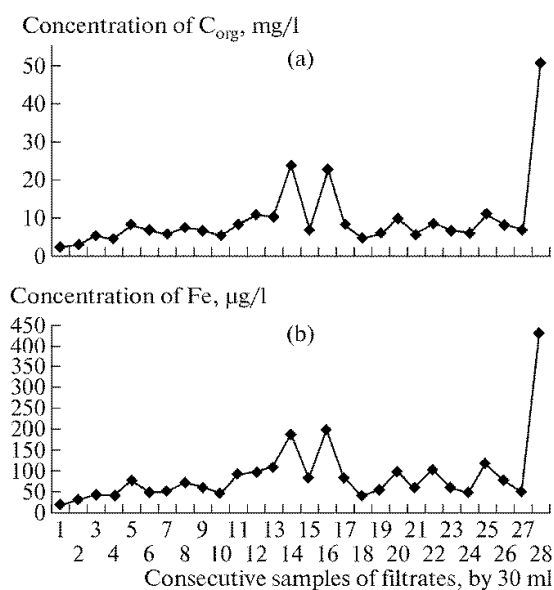 Concentration of Corg, mg/l
(a)
50
40
30
20
10
0
Concentration of Fe, µg/l
(b)
450
400
350
300
250
200
150
100
50
0
1 3 5 7 9 11 13 15 17 19 21 23 25 27
2 4 6 8 10 12 14 16 18 20 22 24 26 28
Consecutive samples of filtrates, by 30 ml